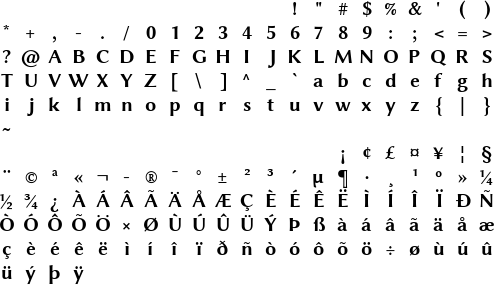 ! " # $ % & ' ( )
* + , - . / 0 1 2 3 4 5 6 7 8 9 : ; < = >
? @ A B C D E F G H I J K L M N O P Q R S
T U V W X Y Z [ \ ] ^ _ ` a b c d e f g h
i j k l m n o p q r s t u v w x y z { | }
~
¡ ¢ £ ¤ ¥ ¦ §
¨ © ª « ¬ - ® ¯ ° ± ² ³ ´ µ ¶ · ¸ ¹ º » ¼
½ ¾ ¿ À Á Â Ã Ä Å Æ Ç È É Ê Ë Ì Í Î Ï Ð Ñ
Ò Ó Ô Õ Ö × Ø Ù Ú Û Ü Ý Þ ß à á â ã ä å æ
ç è é ê ë ì í î ï ð ñ ò ó ô õ ö ÷ ø ù ú û
ü ý þ ÿ